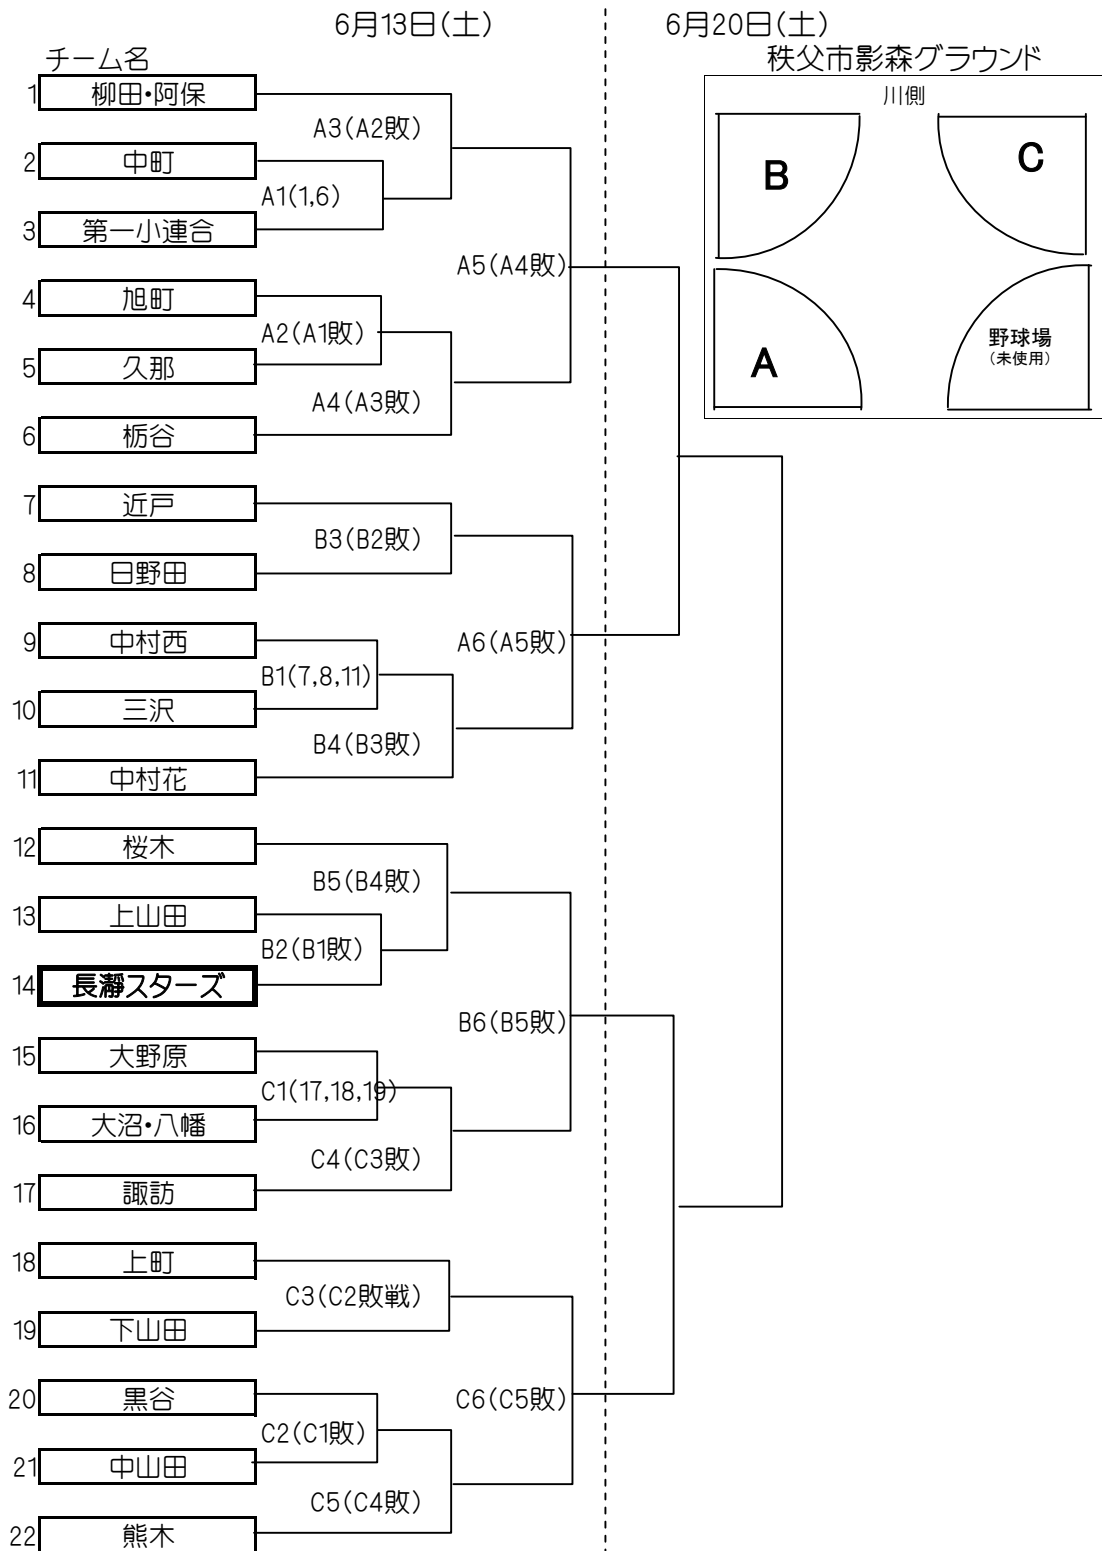 6月13日(土)
6月20日(土)
チーム名
秩父市影森グラウンド
川側
B
C
A
野球場
(未使用)
1 柳田・阿保
A3(A2敗)
2 中町
A1(1,6)
3 第一小連合
A5(A4敗)
4 旭町
A2(A1敗)
5 久那
A4(A3敗)
6 栃谷
7 近戸
B3(B2敗)
8 日野田
9 中村西
A6(A5敗)
B1(7,8,11)
10 三沢
B4(B3敗)
11 中村花
12 桜木
B5(B4敗)
13 上山田
B2(B1敗)
14 長瀞スターズ
B6(B5敗)
15 大野原
C1(17,18,19)
16 大沼・八幡
C4(C3敗)
17 諏訪
18 上町
C3(C2敗戦)
19 下山田
20 黒谷
C6(C5敗)
C2(C1敗)
21 中山田
C5(C4敗)
22 熊木